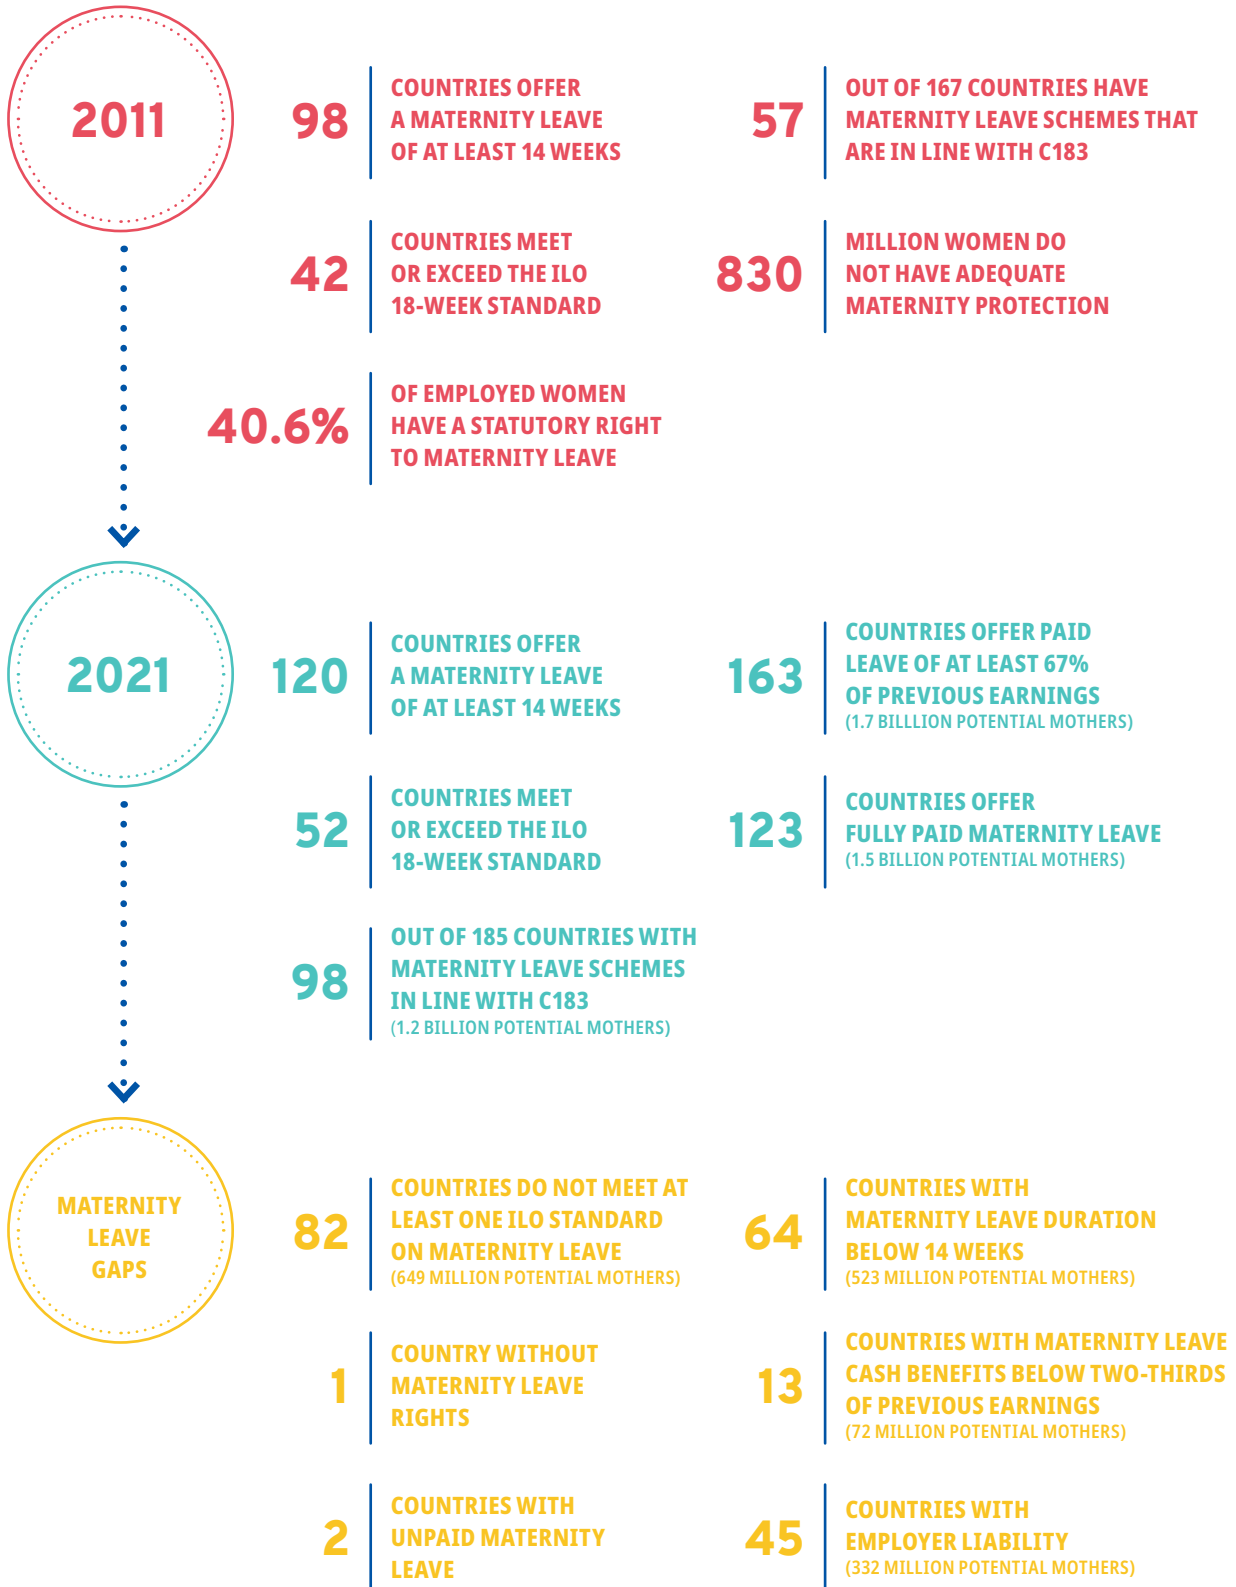 2011
98
COUNTRIES OFFER
A MATERNITY LEAVE
OF AT LEAST 14 WEEKS
57
OUT OF 167 COUNTRIES HAVE
MATERNITY LEAVE SCHEMES THAT
ARE IN LINE WITH C183
42
COUNTRIES MEET
OR EXCEED THE ILO
18-WEEK STANDARD
830
MILLION WOMEN DO
NOT HAVE ADEQUATE
MATERNITY PROTECTION
40.6%
OF EMPLOYED WOMEN
HAVE A STATUTORY RIGHT
TO MATERNITY LEAVE
2021
120
COUNTRIES OFFER
A MATERNITY LEAVE
OF AT LEAST 14 WEEKS
163
COUNTRIES OFFER PAID
LEAVE OF AT LEAST 67%
OF PREVIOUS EARNINGS
(1.7 BILLLION POTENTIAL MOTHERS)
52
COUNTRIES MEET
OR EXCEED THE ILO
18-WEEK STANDARD
123
COUNTRIES OFFER
FULLY PAID MATERNITY LEAVE
(1.5 BILLION POTENTIAL MOTHERS)
98
OUT OF 185 COUNTRIES WITH
MATERNITY LEAVE SCHEMES
IN LINE WITH C183
(1.2 BILLION POTENTIAL MOTHERS)
MATERNITY
LEAVE
GAPS
82
COUNTRIES DO NOT MEET AT
LEAST ONE ILO STANDARD
ON MATERNITY LEAVE
(649 MILLION POTENTIAL MOTHERS)
64
COUNTRIES WITH
MATERNITY LEAVE DURATION
BELOW 14 WEEKS
(523 MILLION POTENTIAL MOTHERS)
1
COUNTRY WITHOUT
MATERNITY LEAVE
RIGHTS
13
COUNTRIES WITH MATERNITY LEAVE
CASH BENEFITS BELOW TWO-THIRDS
OF PREVIOUS EARNINGS
(72 MILLION POTENTIAL MOTHERS)
2
COUNTRIES WITH
UNPAID MATERNITY
LEAVE
45
COUNTRIES WITH
EMPLOYER LIABILITY
(332 MILLION POTENTIAL MOTHERS)